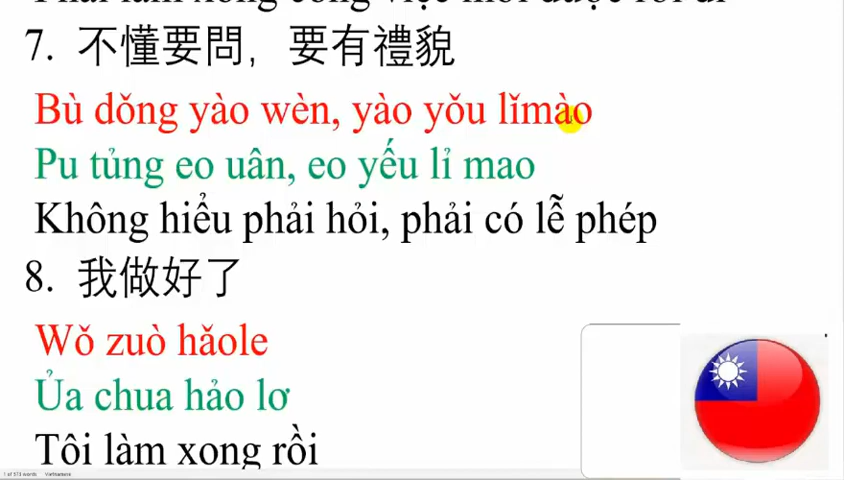 7. 不懂要問，要有禮貌
Bù dǒng yào wèn, yào yǒu lǐmào
Pu tủng eo uân, eo yếu lỉ mao
Không hiểu phải hỏi, phải có lễ phép
8. 我做好了
Wǒ zuò hǎole
Ủa chua hảo lơ
Tôi làm xong rồi